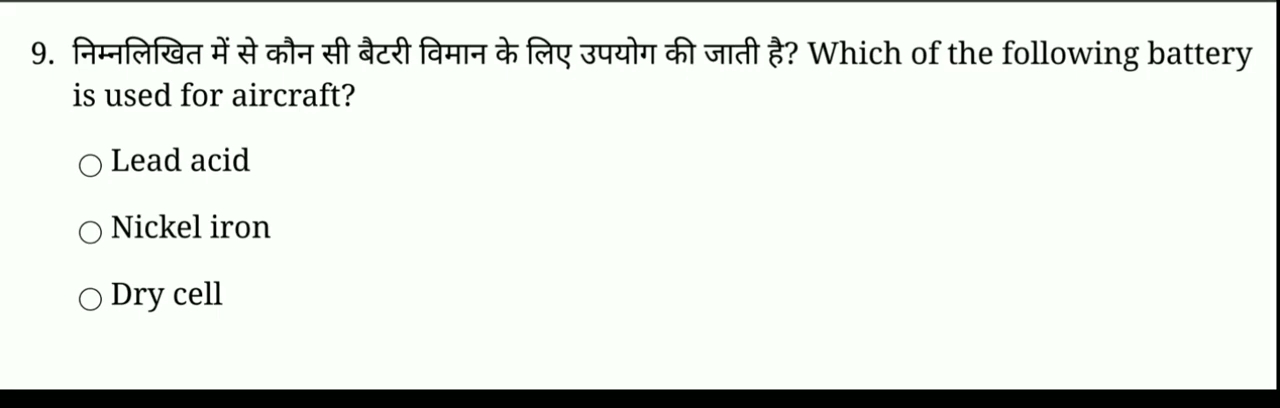 9. निम्नलिखित में से कौन सी बैटरी विमान के लिए उपयोग की जाती है? Which of the following battery
is used for aircraft?
Lead acid
Nickel iron
Dry cell